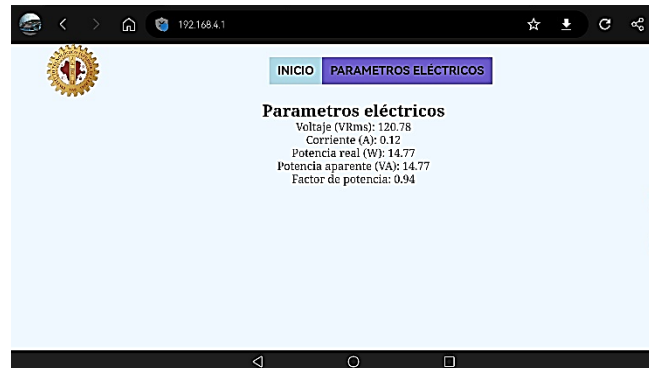 192.168.4.1
INICIO PARAMETROS ELÉCTRICOS
Parametros eléctricos
Voltaje (VRms): 120.78
Corriente (A): 0.12
Potencia real (W): 14.77
Potencia aparente (VA): 14.77
Factor de potencia: 0.94